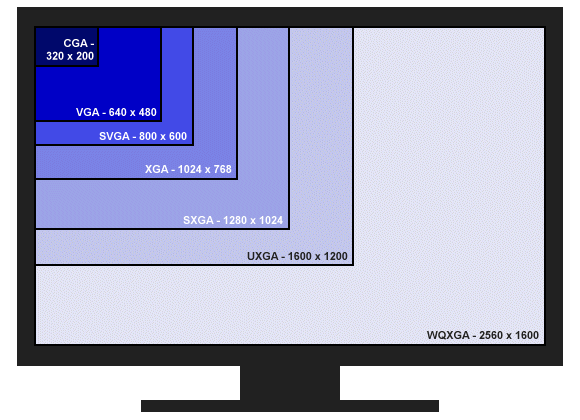 CGA -
320 x 200
VGA - 640 x 480
SVGA - 800 x 600
XGA - 1024 x 768
SXGA - 1280 x 1024
UXGA - 1600 x 1200
WQXGA - 2560 x 1600